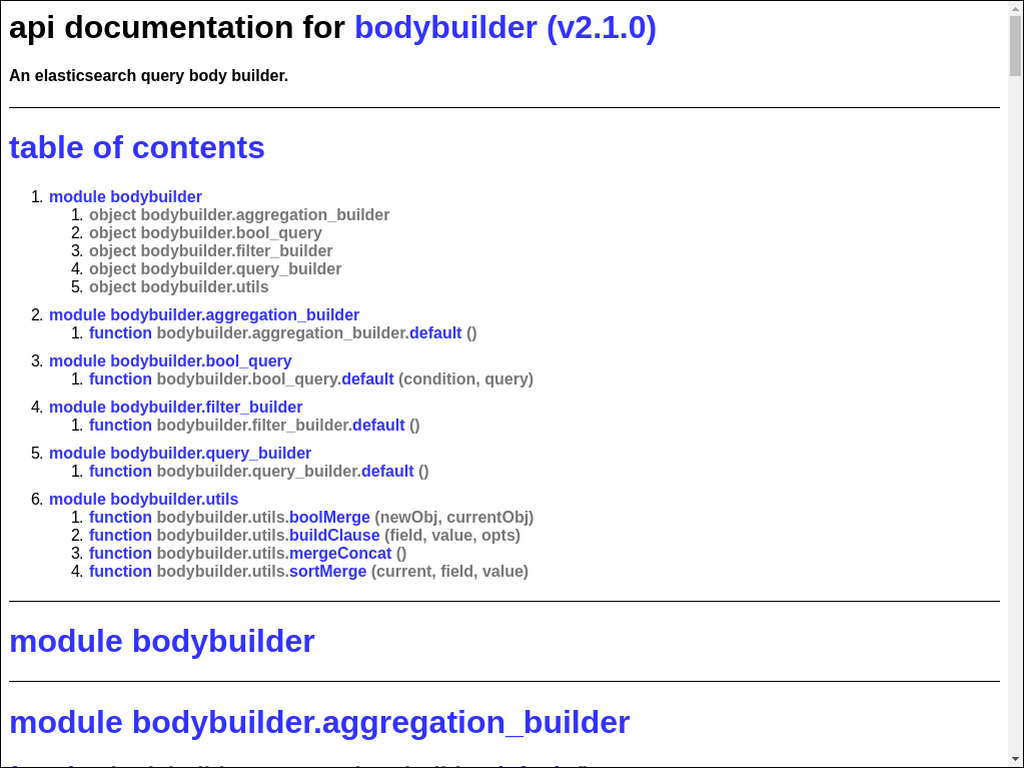 api documentation for bodybuilder (v2.1.0)
An elasticsearch query body builder.
table of contents
1. module bodybuilder
1. object bodybuilder.aggregation_builder
2. object bodybuilder.bool_query
3. object bodybuilder.filter_builder
4. object bodybuilder.query_builder
5. object bodybuilder.utils
2. module bodybuilder.aggregation_builder
1. function bodybuilder.aggregation_builder.default ()
3. module bodybuilder.bool_query
1. function bodybuilder.bool_query.default (condition, query)
4. module bodybuilder.filter_builder
1. function bodybuilder.filter_builder.default ()
5. module bodybuilder.query_builder
1. function bodybuilder.query_builder.default ()
6. module bodybuilder.utils
1. function bodybuilder.utils.boolMerge (newObj, currentObj)
2. function bodybuilder.utils.buildClause (field, value, opts)
3. function bodybuilder.utils.mergeConcat ()
4. function bodybuilder.utils.sortMerge (current, field, value)
module bodybuilder
module bodybuilder.aggregation_builder